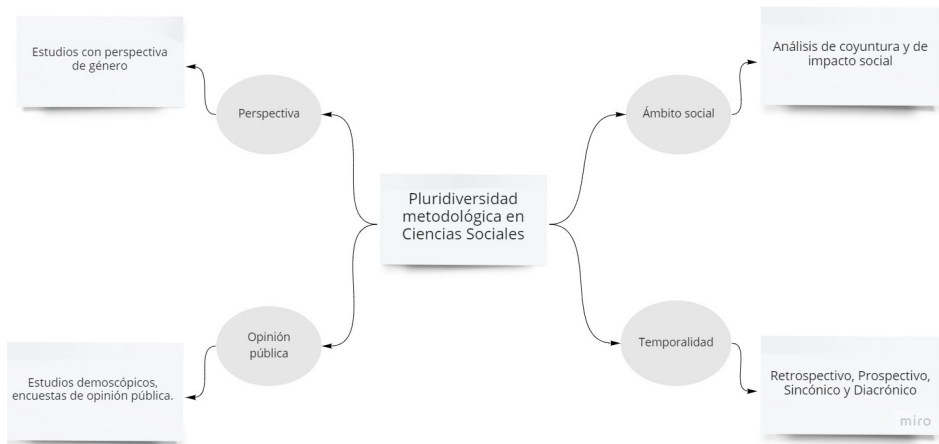 Estudios con perspectiva
de género
Perspectiva
Análisis de coyuntura y de
impacto social
Ámbito social
Pluridiversidad
metodológica en
Ciencias Sociales
Opinión
pública
Estudios demoscópicos,
encuestas de opinión pública.
Temporalidad
Retrospectivo, Prospectivo,
Sincónico y Diacrónico
miro